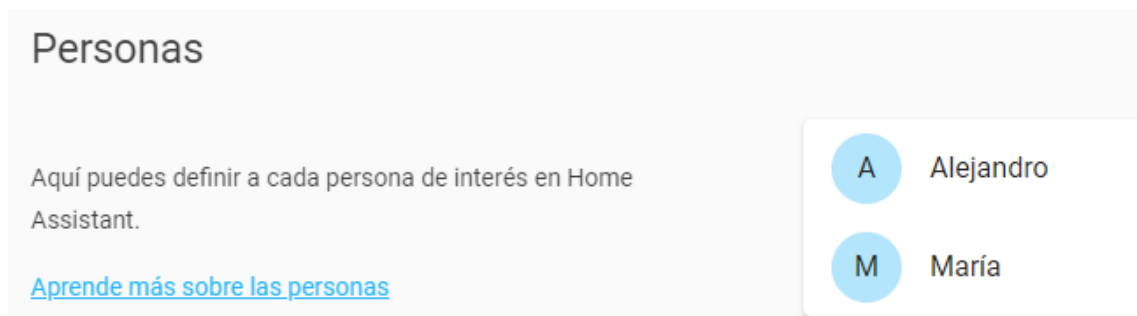 Personas
Aquí puedes definir a cada persona de interés en Home
Assistant.
Aprende más sobre las personas
A Alejandro
M María